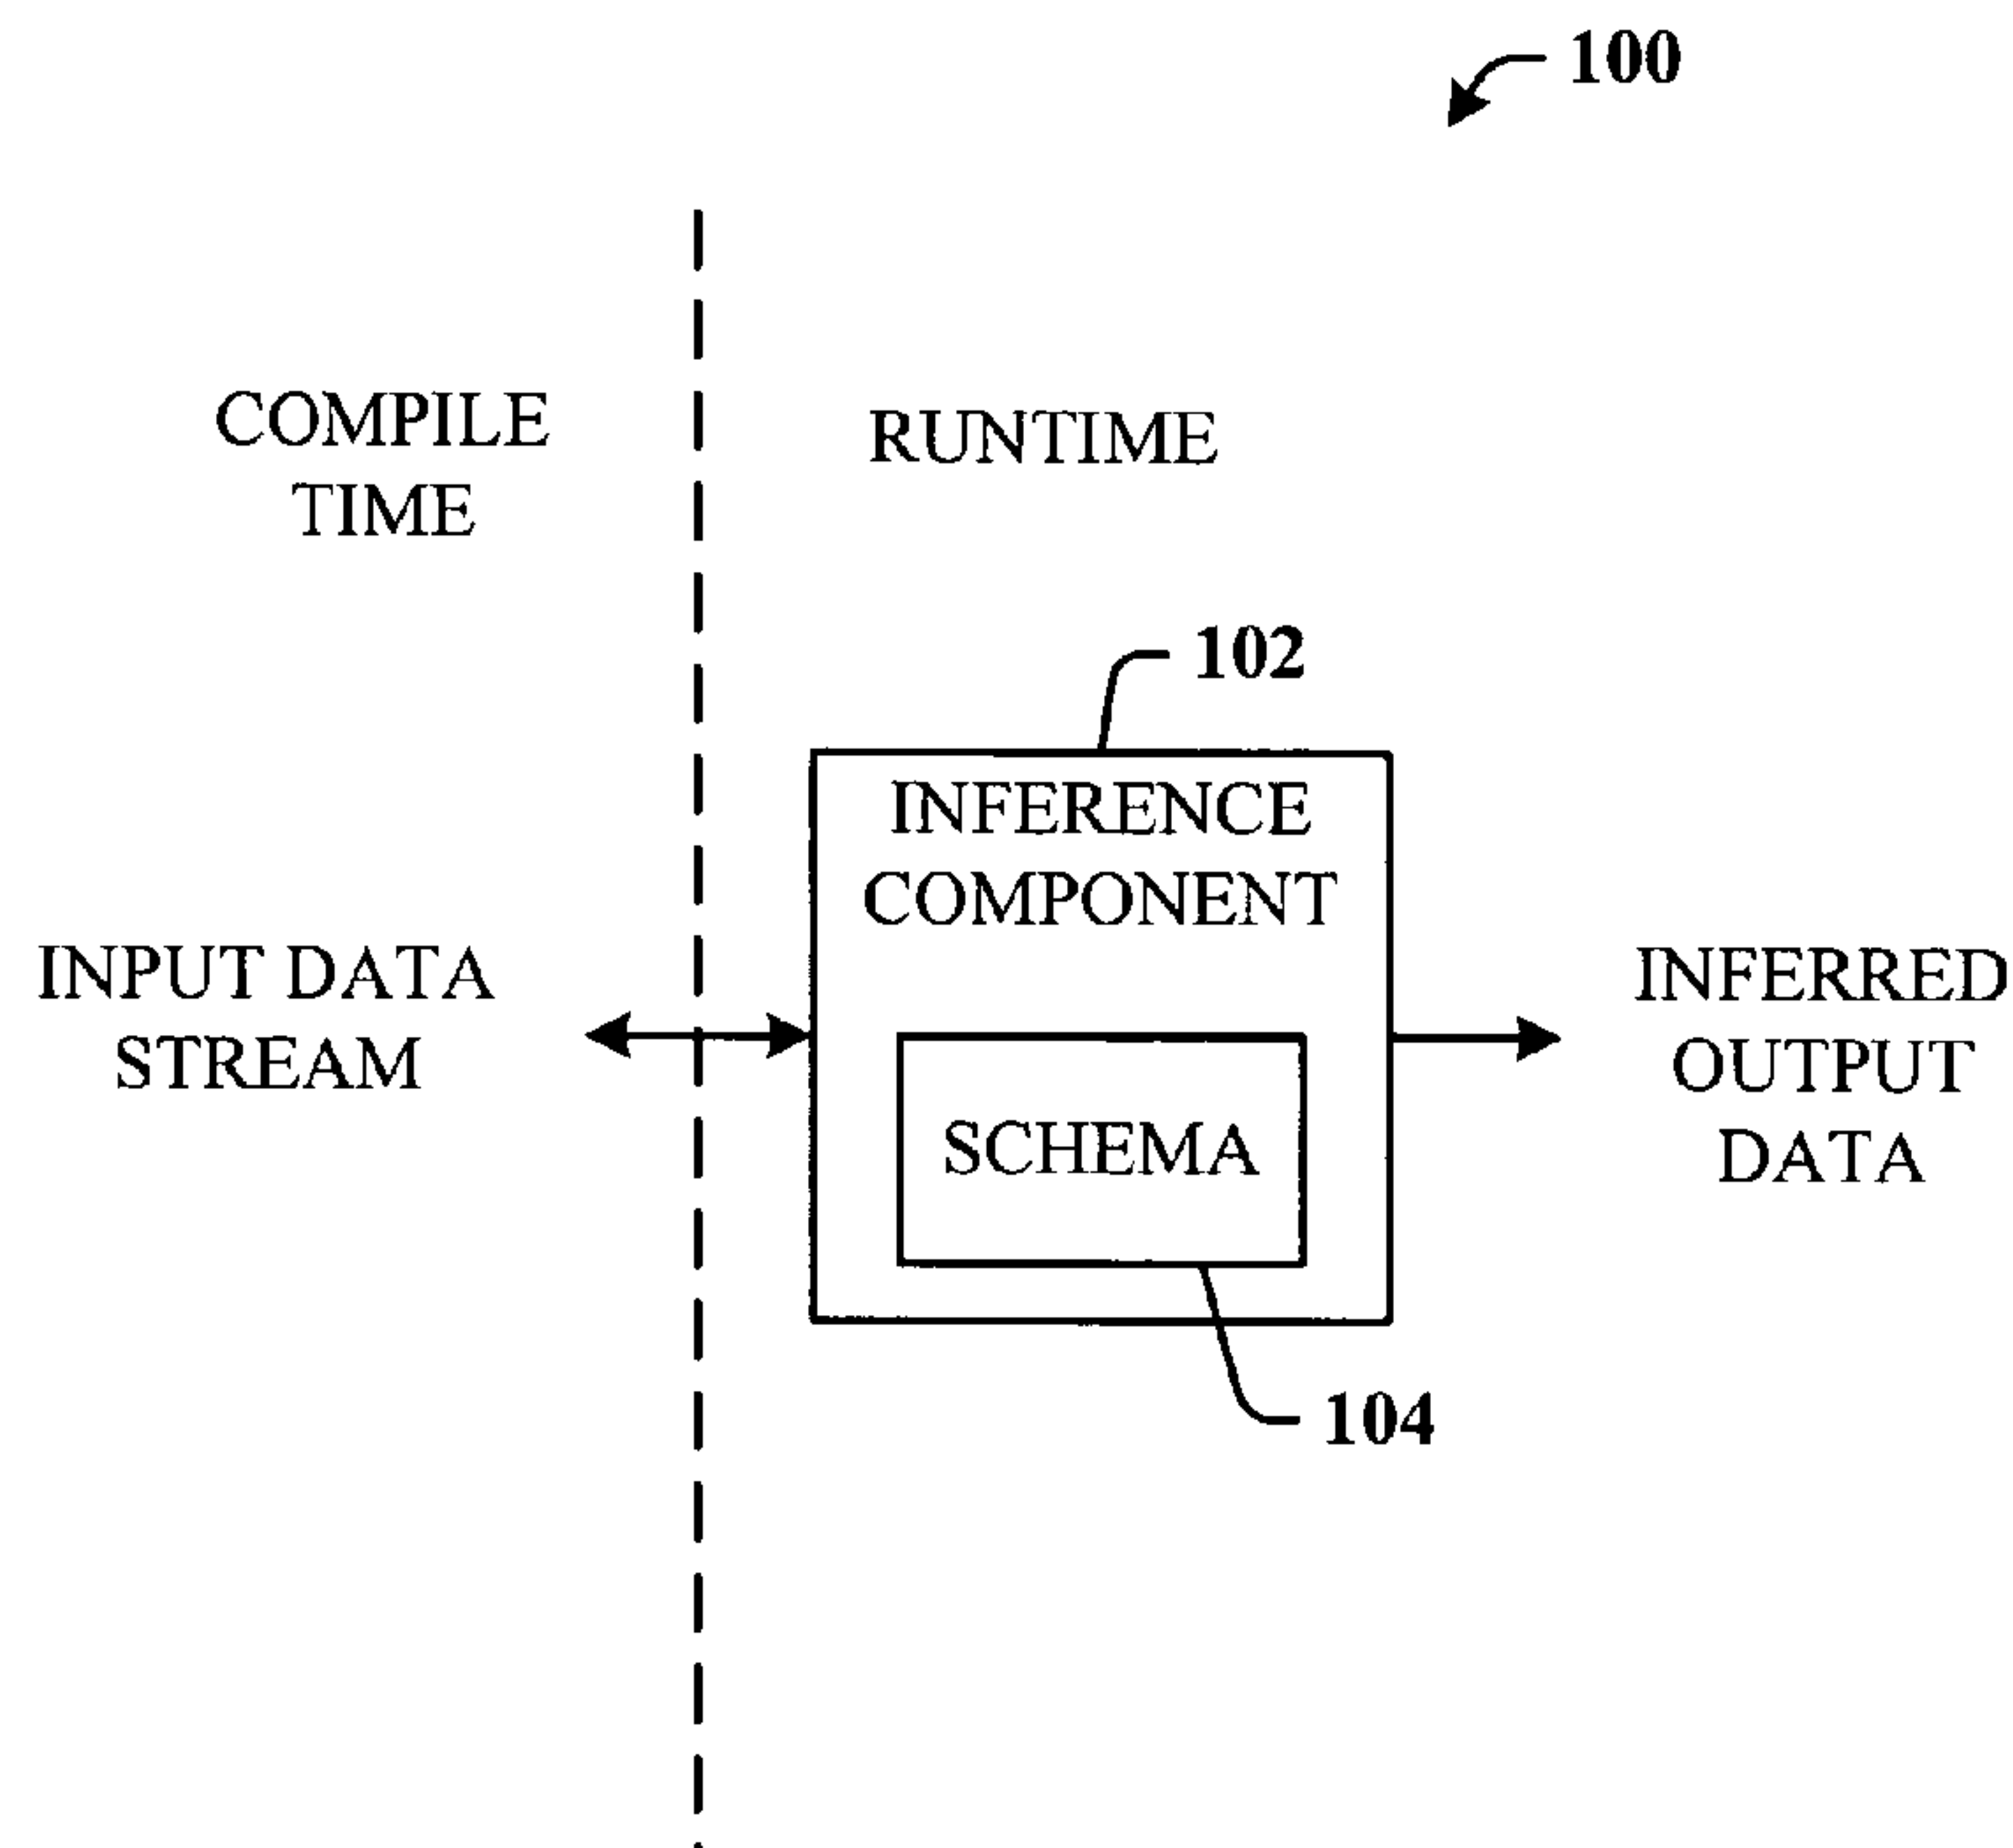 100
COMPILE
TIME
RUNTIME
102
INFERENCE
COMPONENT
INPUT DATA
STREAM
SCHEMA
INFERRED
OUTPUT
DATA
104